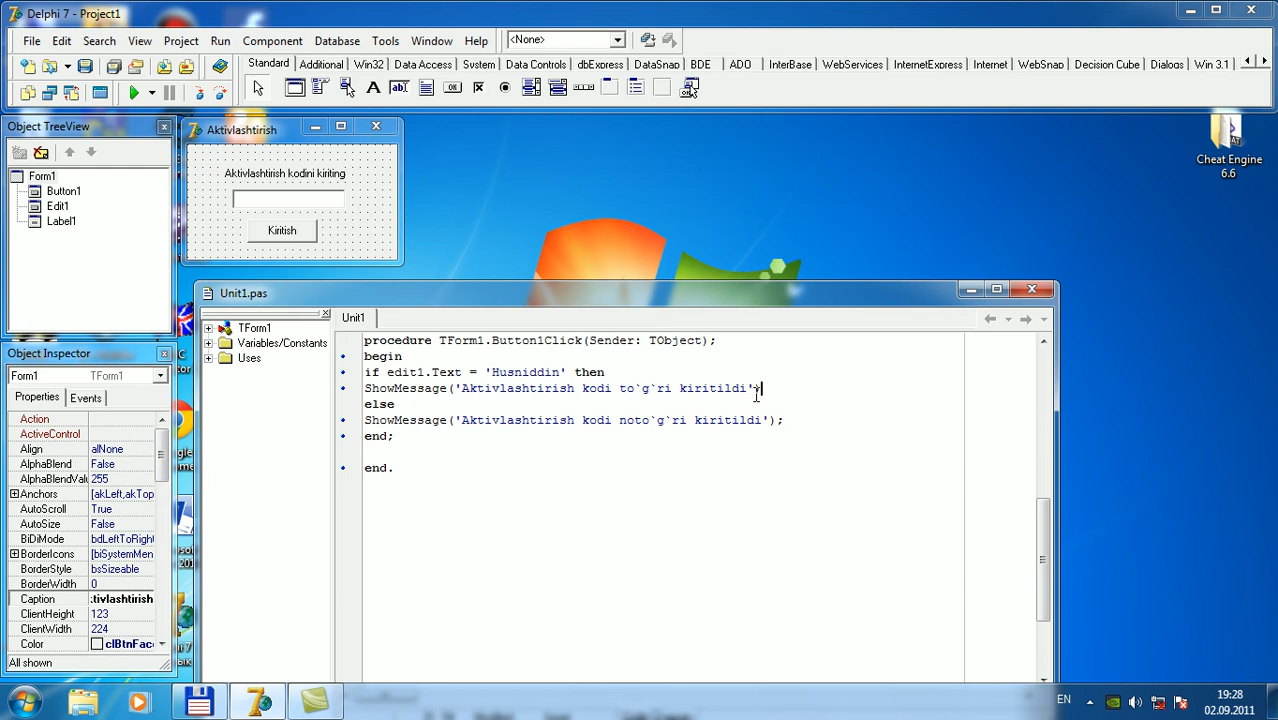 Delphi 7 - Project1
File Edit Search View Project Run Component Database Tools Window Help
<None>
Standard Additional Win32 Data Access System Data Controls dbExpress DataSnap BDE ADO InterBase WebServices InternetExpress Internet WebSnap Decision Cube Dialogs Win 3.1
Object TreeView
Form1
Button1
Edit1
Label1
Aktivlashtirish
Aktivlashtirish kodini kiriting
Kiritish
Cheat Engine
6.6
Unit1.pas
TForm1
Variables/Constants
Uses
Unit1
procedure TForm1.Button1Click(Sender: TObject);
begin
if edit1.Text = 'Husniddin' then
ShowMessage('Aktivlashtirish kodi to`g`ri kiritildi')
else
ShowMessage('Aktivlashtirish kodi noto`g`ri kiritildi');
end;
end.
Object Inspector
Form1 TForm1
Properties Events
Action
ActiveControl
Align alNone
AlphaBlend False
AlphaBlendValu 255
Anchors [akLeft,akTop
AutoScroll True
AutoSize False
BiDiMode bdLeftToRight
BorderIcons [biSystemMen
BorderStyle bsSizeable
BorderWidth 0
Caption tivlashtirish
ClientHeight 123
ClientWidth 224
Color clBtnFac
All shown
EN
19:28
02.09.2011